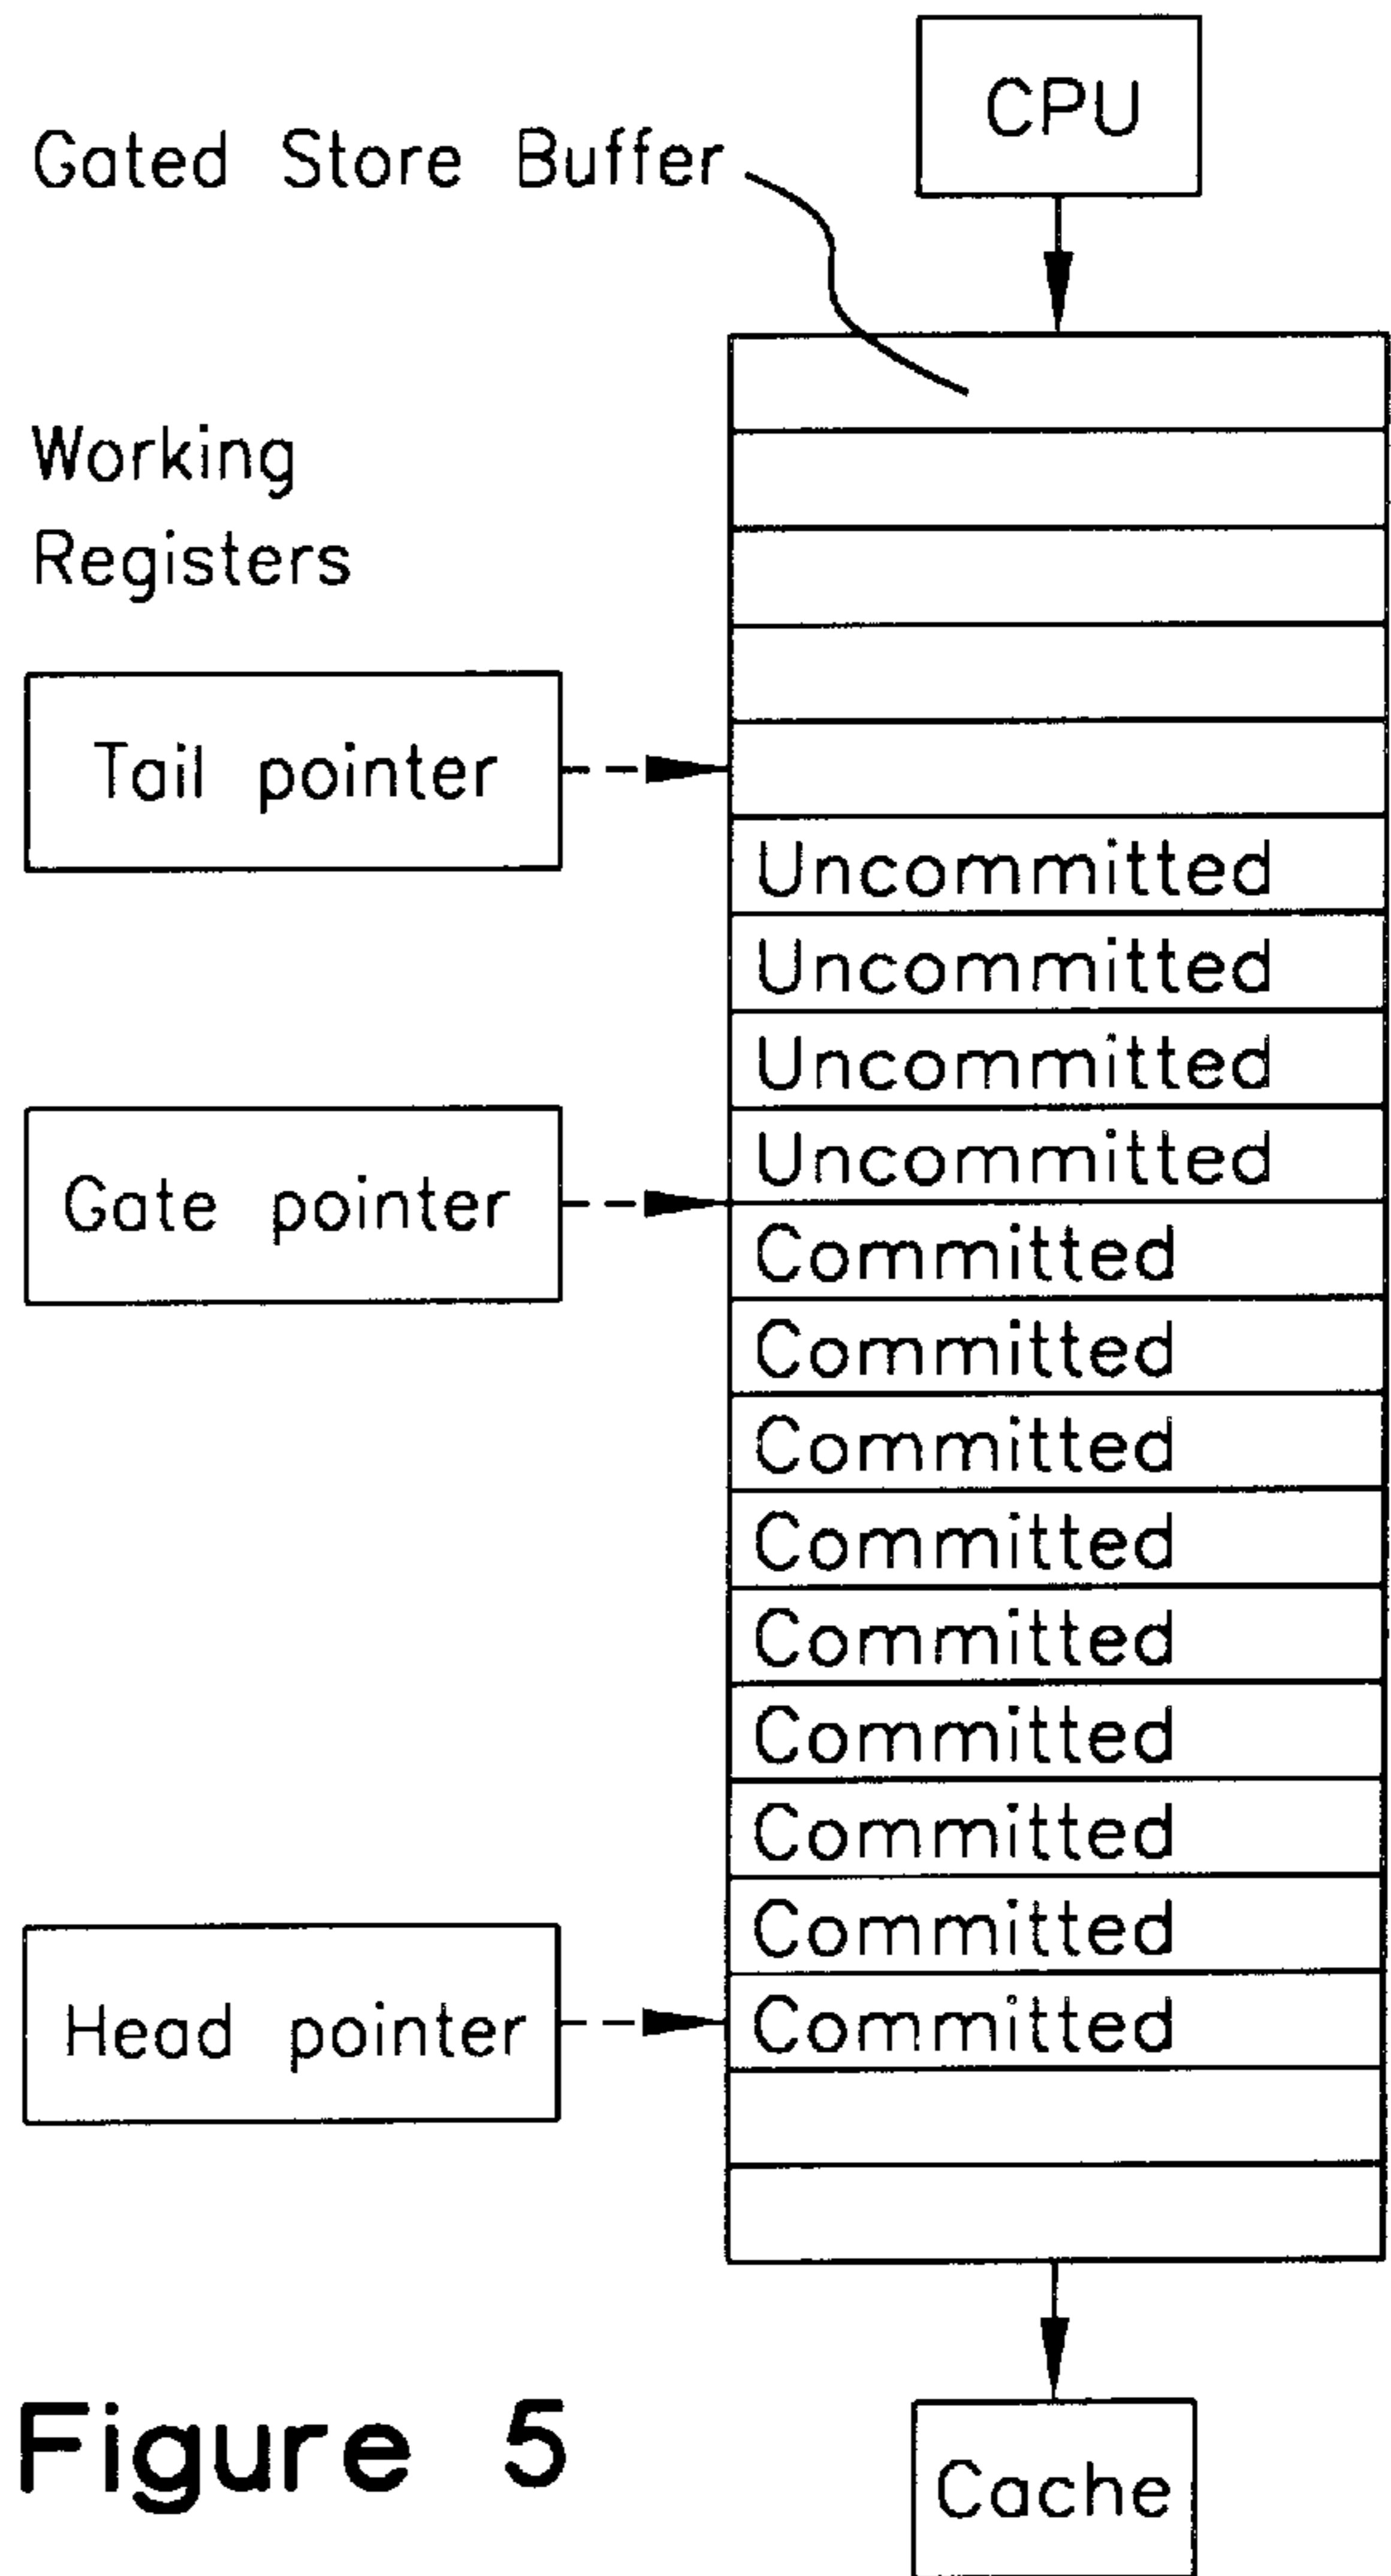 CPU
Gated Store Buffer
Working
Registers
Tail pointer
Uncommitted
Uncommitted
Uncommitted
Uncommitted
Gate pointer
Committed
Committed
Committed
Committed
Committed
Committed
Committed
Committed
Head pointer
Committed
Figure 5
Cache